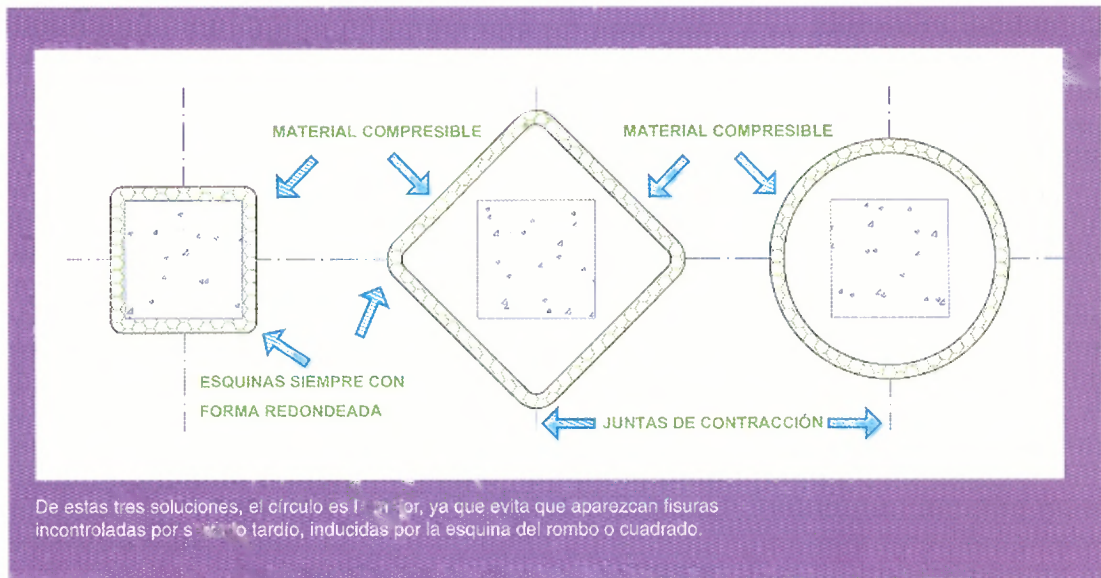 MATERIAL COMPRESIBLE
MATERIAL COMPRESIBLE
ESQUINAS SIEMPRE CON
FORMA REDONDEADA
JUNTAS DE CONTRACCIÓN
De estas tres soluciones, el círculo es ya que evita que aparezcan fisuras
incontroladas por tardío, inducidas por la esquina del rombo o cuadrado.